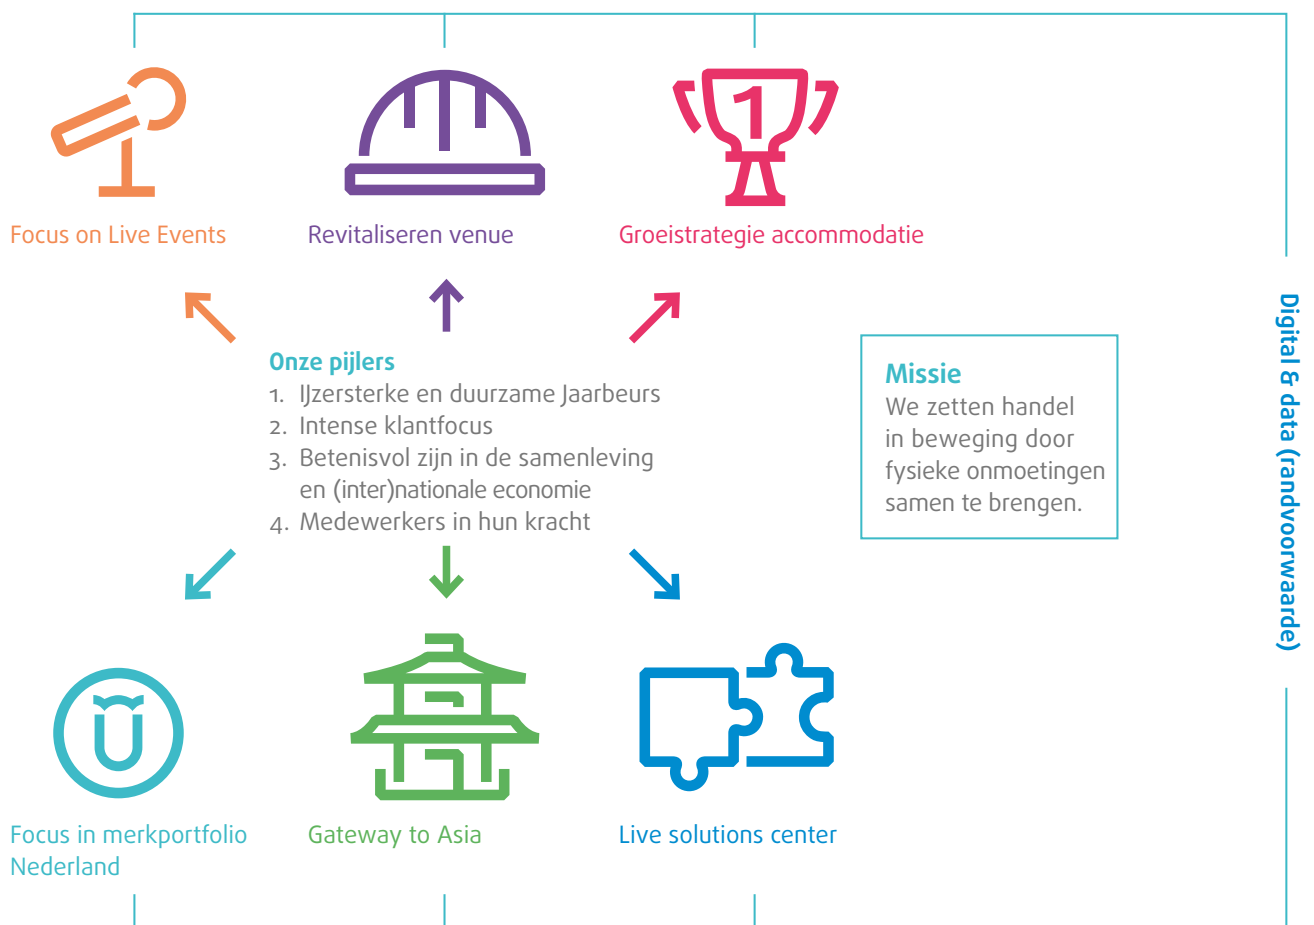 Focus on Live Events
Revitaliseren venue
1
Groeistrategie accommodatie
Onze pijlers
1. IJzersterke en duurzame Jaarbeurs
2. Intense klantfocus
3. Betenisvol zijn in de samenleving
en (inter)nationale economie
4. Medewerkers in hun kracht
Missie
We zetten handel
in beweging door
fysieke onmoetingen
samen te brengen.
Digital & data (randvoorwaarde)
Focus in merkportfolio
Nederland
Gateway to Asia
Live solutions center